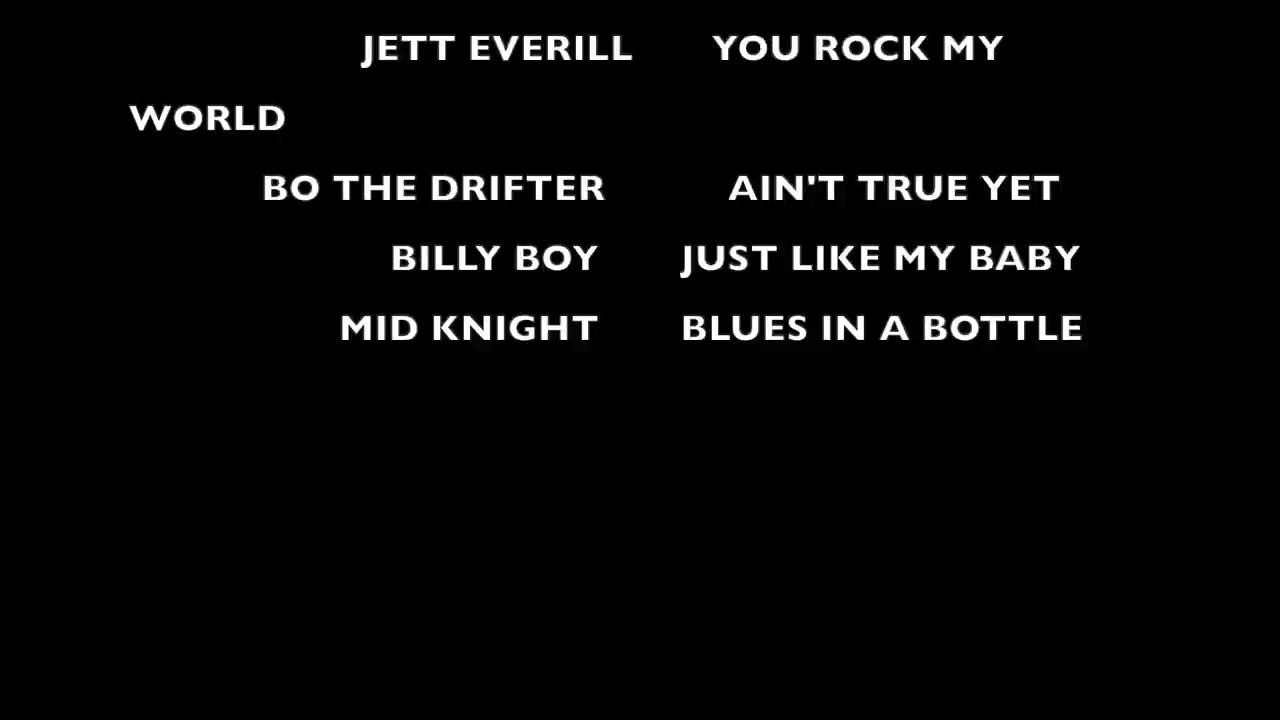 JETT EVERILL YOU ROCK MY
WORLD
BO THE DRIFTER AIN'T TRUE YET
BILLY BOY JUST LIKE MY BABY
MID KNIGHT BLUES IN A BOTTLE